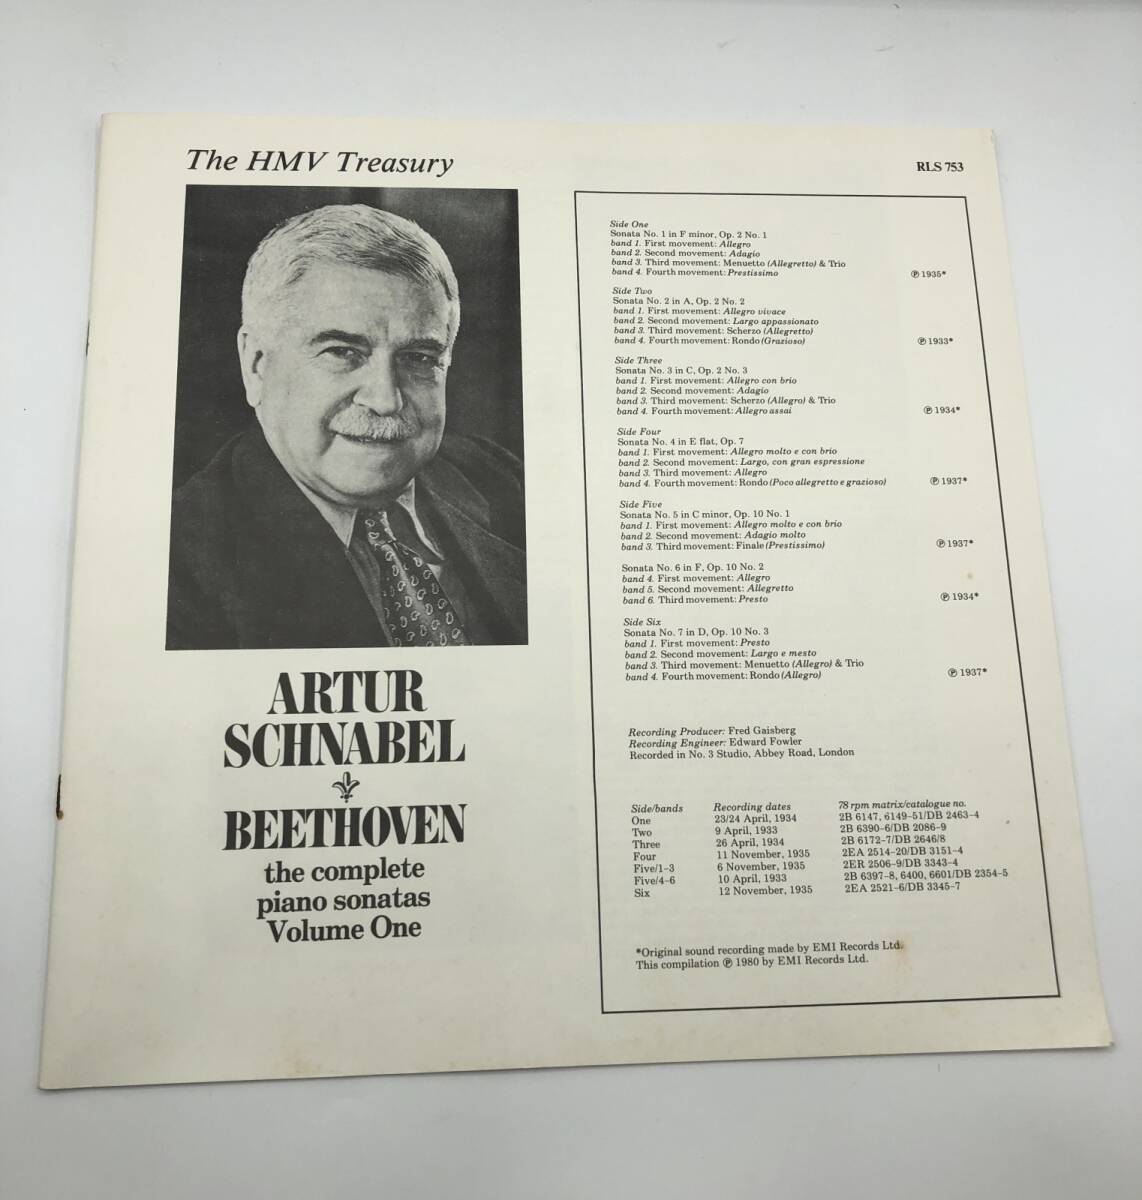 The HMV Treasury
RLS 753
ARTUR
SCHNABEL
BEETHOVEN
the complete
piano sonatas
Volume One
Side One
Sonata No. 1 in F minor, Op. 2 No. 1
band 1. First movement: Allegro
band 2. Second movement: Adagio
band 3. Third movement: Menuetto (Allegretto) & Trio
band 4. Fourth movement: Prestissimo ℗ 1935*
Side Two
Sonata No. 2 in A, Op. 2 No. 2
band 1. First movement: Allegro vivace
band 2. Second movement: Largo appassionato
band 3. Third movement: Scherzo (Allegretto)
band 4. Fourth movement: Rondo (Grazioso) ℗ 1933*
Side Three
Sonata No. 3 in C, Op. 2 No. 3
band 1. First movement: Allegro con brio
band 2. Second movement: Adagio
band 3. Third movement: Scherzo (Allegro) & Trio
band 4. Fourth movement: Allegro assai ℗ 1934*
Side Four
Sonata No. 4 in E flat, Op. 7
band 1. First movement: Allegro molto e con brio
band 2. Second movement: Largo, con gran espressione
band 3. Third movement: Allegro
band 4. Fourth movement: Rondo (Poco allegretto e grazioso) ℗ 1937*
Side Five
Sonata No. 5 in C minor, Op. 10 No. 1
band 1. First movement: Allegro molto e con brio
band 2. Second movement: Adagio molto
band 3. Third movement: Finale (Prestissimo) ℗ 1937*
Sonata No. 6 in F, Op. 10 No. 2
band 4. First movement: Allegro
band 5. Second movement: Allegretto
band 6. Third movement: Presto ℗ 1934*
Side Six
Sonata No. 7 in D, Op. 10 No. 3
band 1. First movement: Presto
band 2. Second movement: Largo e mesto
band 3. Third movement: Menuetto (Allegro) & Trio
band 4. Fourth movement: Rondo (Allegro) ℗ 1937*
Recording Producer: Fred Gaisberg
Recording Engineer: Edward Fowler
Recorded in No. 3 Studio, Abbey Road, London
Side/bands Recording dates 78 rpm matrix/catalogue no.
One 23/24 April, 1934 2B 6147, 6149-51/DB 2463-4
Two 9 April, 1933 2B 6390-6/DB 2086-9
Three 26 April, 1934 2B 6172-7/DB 2646/8
Four 11 November, 1935 2EA 2514-20/DB 3151-4
Five/1-3 6 November, 1935 2ER 2506-9/DB 3343-4
Five/4-6 10 April, 1933 2B 6397-8, 6400, 6601/DB 2354-5
Six 12 November, 1935 2EA 2521-6/DB 3345-7
*Original sound recording made by EMI Records Ltd.
This compilation ℗ 1980 by EMI Records Ltd.